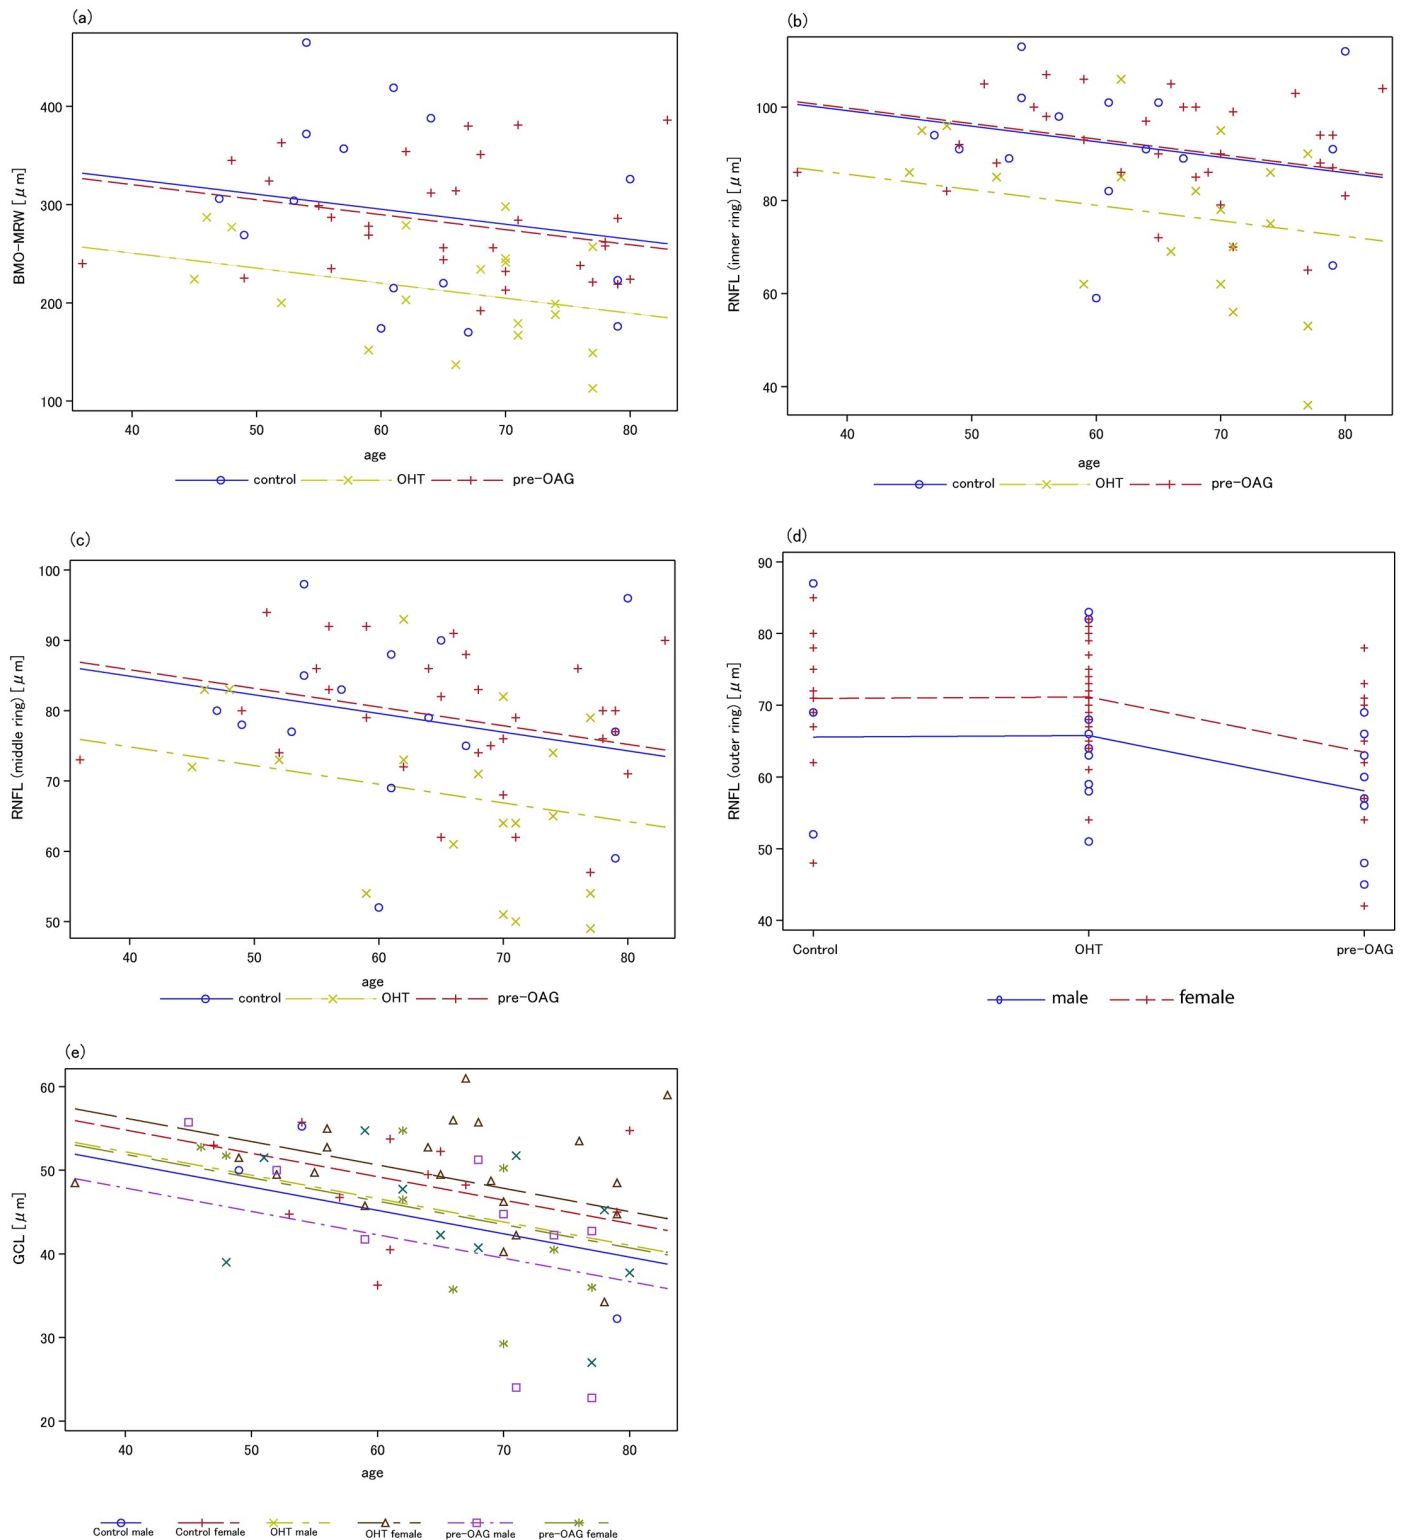 (a)
BMO-MRW [μm]
400
300
200
100
40 50 60 70 80
age
control OHT pre-OAG
(b)
RNFL (inner ring) [μm]
100
80
60
40
40 50 60 70 80
age
control OHT pre-OAG
(c)
RNFL (middle ring) [μm]
100
90
80
70
60
50
40 50 60 70 80
age
control OHT pre-OAG
(d)
RNFL (outer ring) [μm]
90
80
70
60
50
40
Control OHT pre-OAG
male female
(e)
GCL [μm]
60
50
40
30
20
40 50 60 70 80
age
Control male Control female OHT male OHT female pre-OAG male pre-OAG female